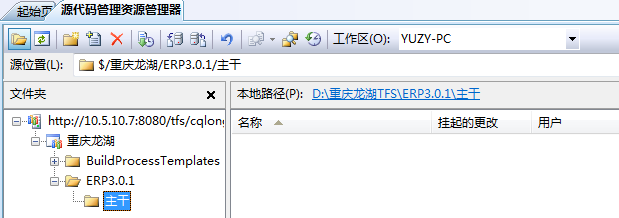 起始页 源代码管理资源管理器
工作区(O): YUZY-PC
源位置(L): $/重庆龙湖/ERP3.0.1/主干
文件夹 本地路径(P): D:\重庆龙湖TFS\ERP3.0.1\主干
名称 挂起的更改 用户
http://10.5.10.7:8080/tfs/cqlong
重庆龙湖
BuildProcessTemplates
ERP3.0.1
主干